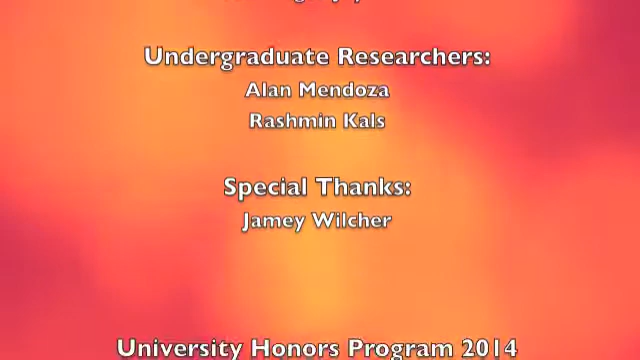 Undergraduate Researchers:
Alan Mendoza
Rashmin Kals
Special Thanks:
Jamey Wilcher
University Honors Program 2014